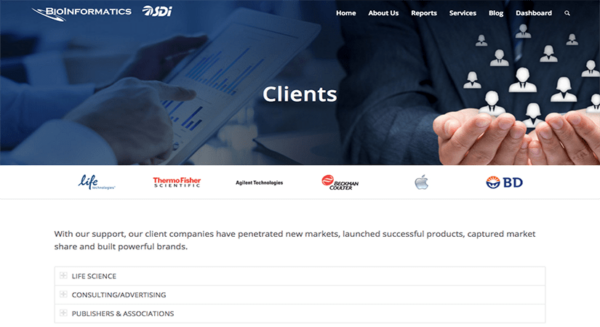 BIOINFORMATICS SDi
Home About Us Reports Services Blog Dashboard
Clients
life technologies
ThermoFisher SCIENTIFIC
Agilent Technologies
BECKMAN COULTER
BD
With our support, our client companies have penetrated new markets, launched successful products, captured market
share and built powerful brands.
LIFE SCIENCE
CONSULTING/ADVERTISING
PUBLISHERS & ASSOCIATIONS